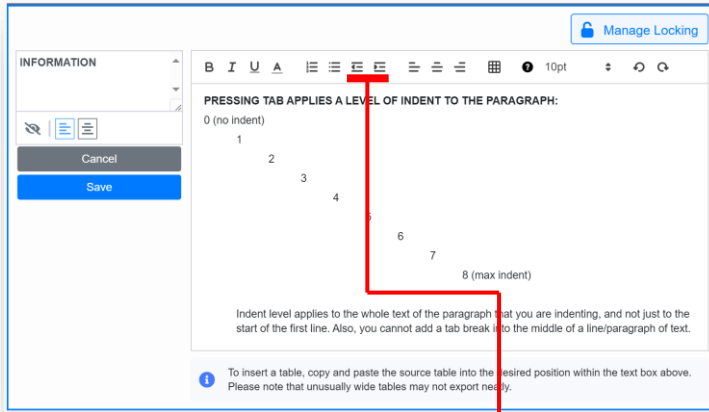 Manage Locking
INFORMATION
B I U A
10pt
Cancel
Save
PRESSING TAB APPLIES A LEVEL OF INDENT TO THE PARAGRAPH:
0 (no indent)
1
2
3
4
5
6
7
8 (max indent)
Indent level applies to the whole text of the paragraph that you are indenting, and not just to the
start of the first line. Also, you cannot add a tab break into the middle of a line/paragraph of text.
To insert a table, copy and paste the source table into the desired position within the text box above.
Please note that unusually wide tables may not export neatly.